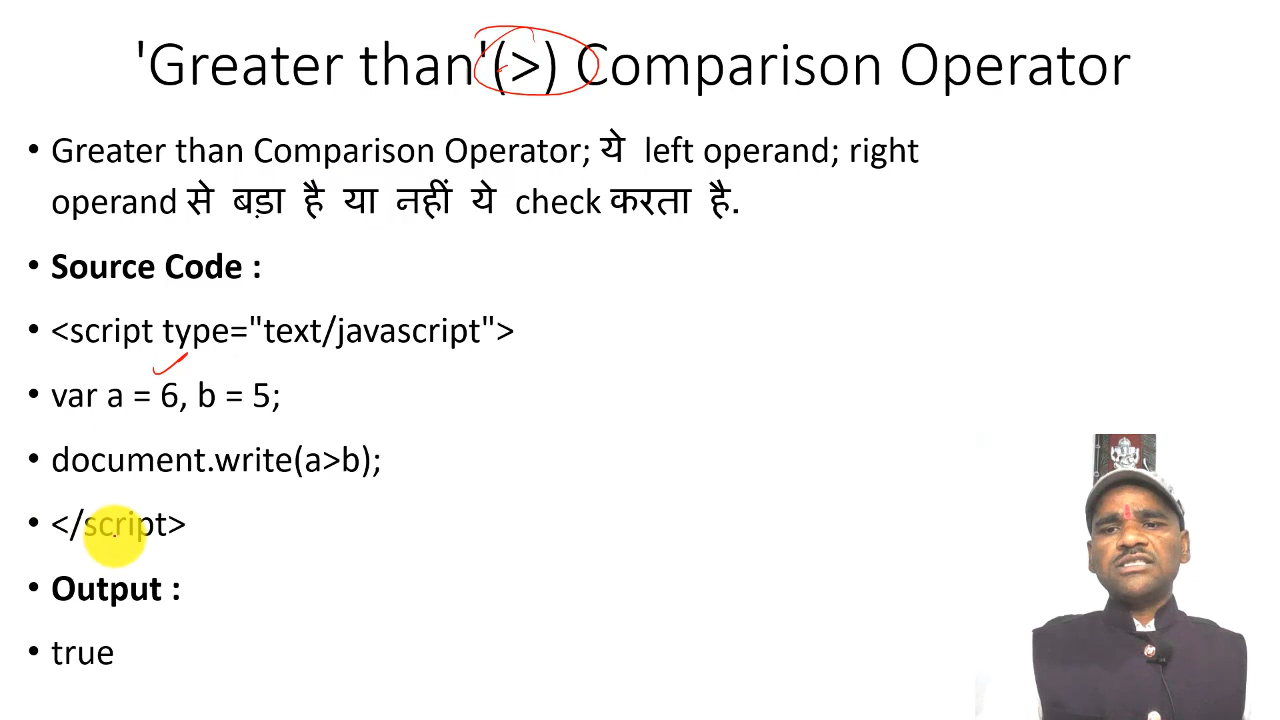 'Greater than'(>) Comparison Operator
• Greater than Comparison Operator; ये left operand; right
operand से बड़ा है या नहीं ये check करता है.
• Source Code :
• <script type="text/javascript">
• var a = 6, b = 5;
• document.write(a>b);
• </script>
• Output :
• true